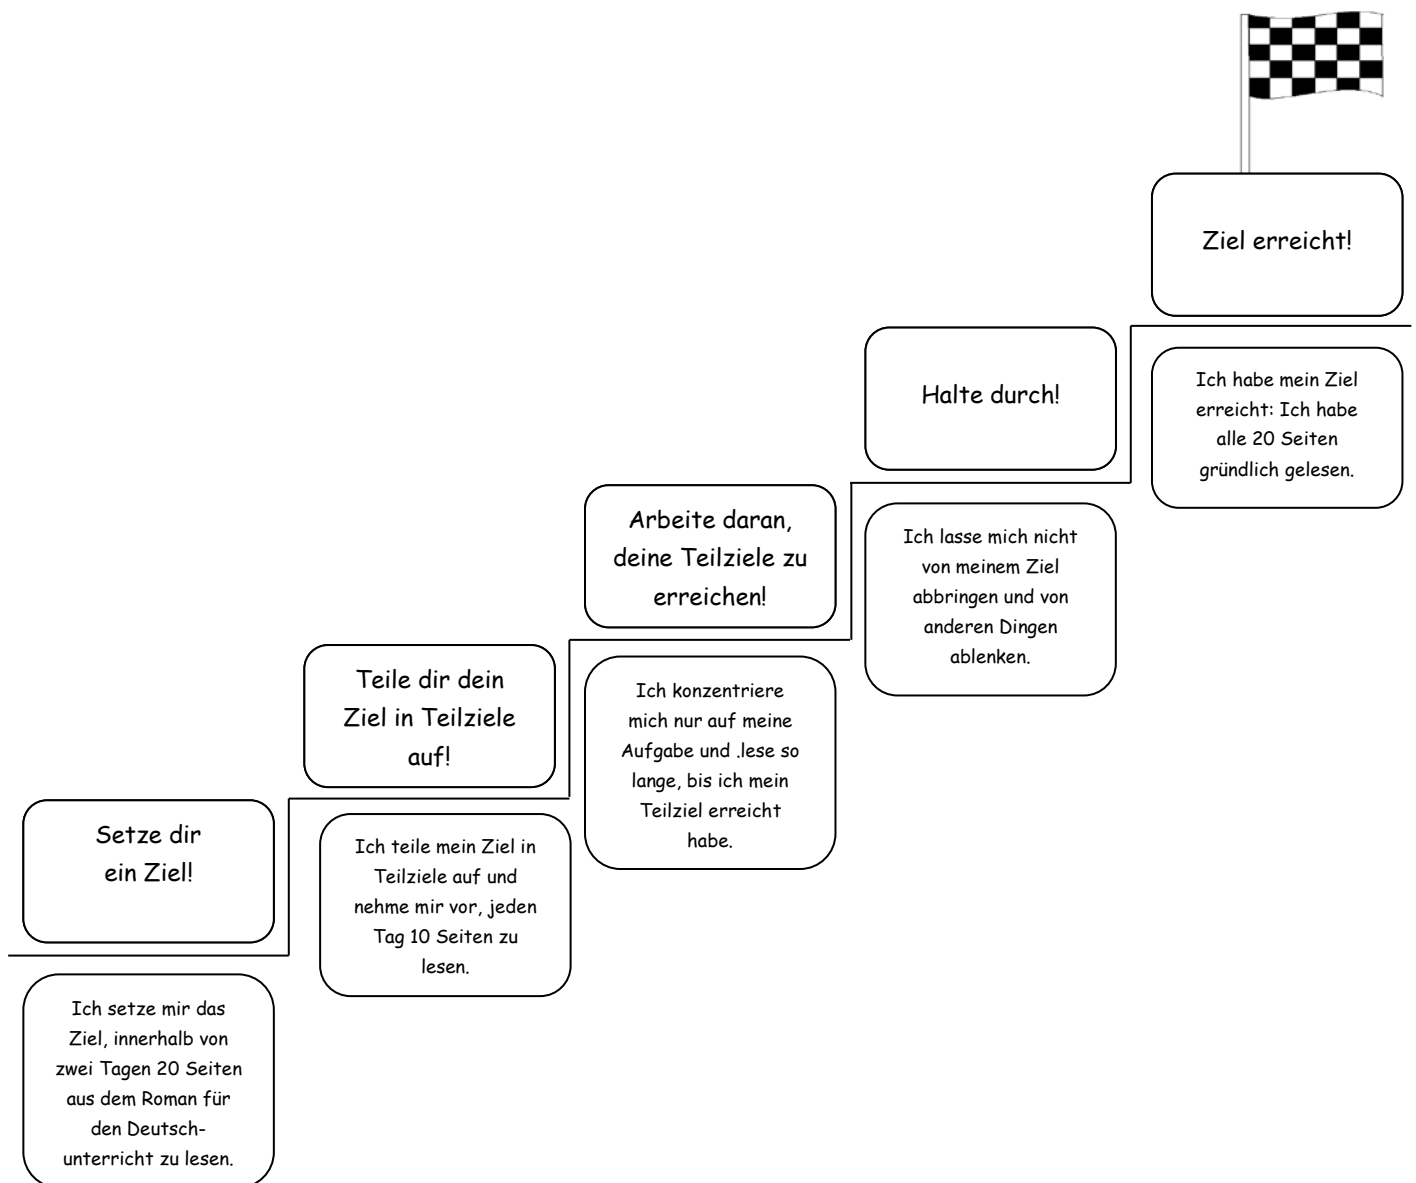 Setze dir
ein Ziel!
Ich setze mir das
Ziel, innerhalb von
zwei Tagen 20 Seiten
aus dem Roman für
den Deutsch-
unterricht zu lesen.
Teile dir dein
Ziel in Teilziele
auf!
Ich teile mein Ziel in
Teilziele auf und
nehme mir vor, jeden
Tag 10 Seiten zu
lesen.
Arbeite daran,
deine Teilziele zu
erreichen!
Ich konzentriere
mich nur auf meine
Aufgabe und .lese so
lange, bis ich mein
Teilziel erreicht
habe.
Halte durch!
Ich lasse mich nicht
von meinem Ziel
abbringen und von
anderen Dingen
ablenken.
Ziel erreicht!
Ich habe mein Ziel
erreicht: Ich habe
alle 20 Seiten
gründlich gelesen.